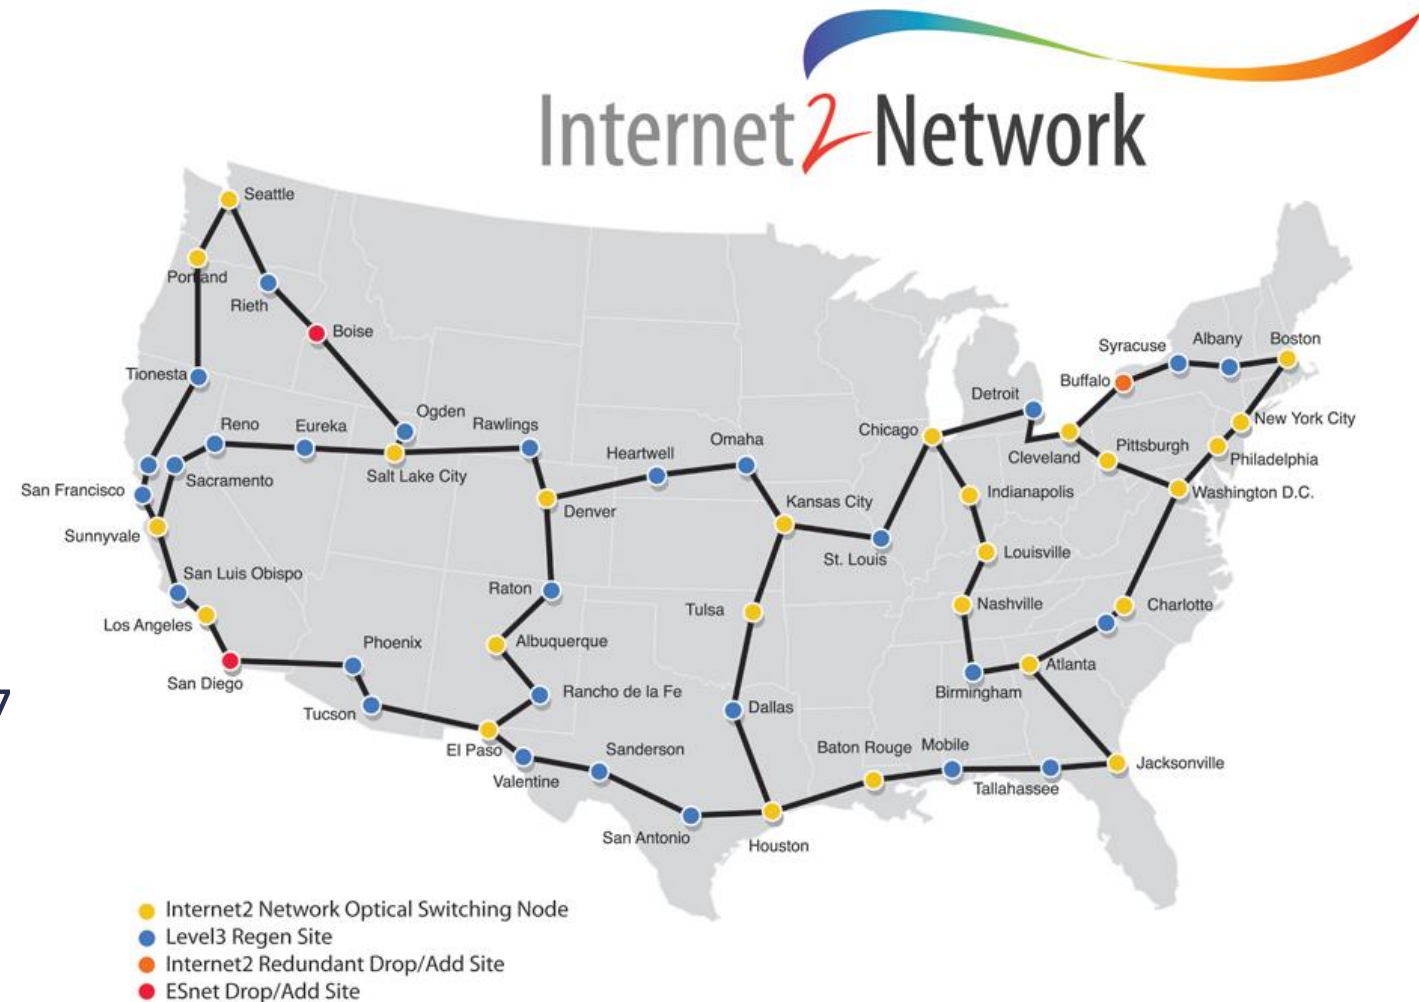 Internet2 Network
Seattle
Portland
Rieth
Boise
Tionesta
Ogden
Reno
Eureka
Rawlings
Salt Lake City
Sacramento
San Francisco
Sunnyvale
Denver
Heartwell
Omaha
Kansas City
St. Louis
Chicago
Detroit
Cleveland
Buffalo
Syracuse
Albany
Boston
New York City
Pittsburgh
Philadelphia
Washington D.C.
Indianapolis
Louisville
Nashville
Charlotte
Atlanta
Birmingham
San Luis Obispo
Los Angeles
San Diego
Phoenix
Tucson
Raton
Albuquerque
Rancho de la Fe
El Paso
Valentine
Sanderson
San Antonio
Tulsa
Dallas
Houston
Baton Rouge
Mobile
Tallahassee
Jacksonville
7
Internet2 Network Optical Switching Node
Level3 Regen Site
Internet2 Redundant Drop/Add Site
ESnet Drop/Add Site